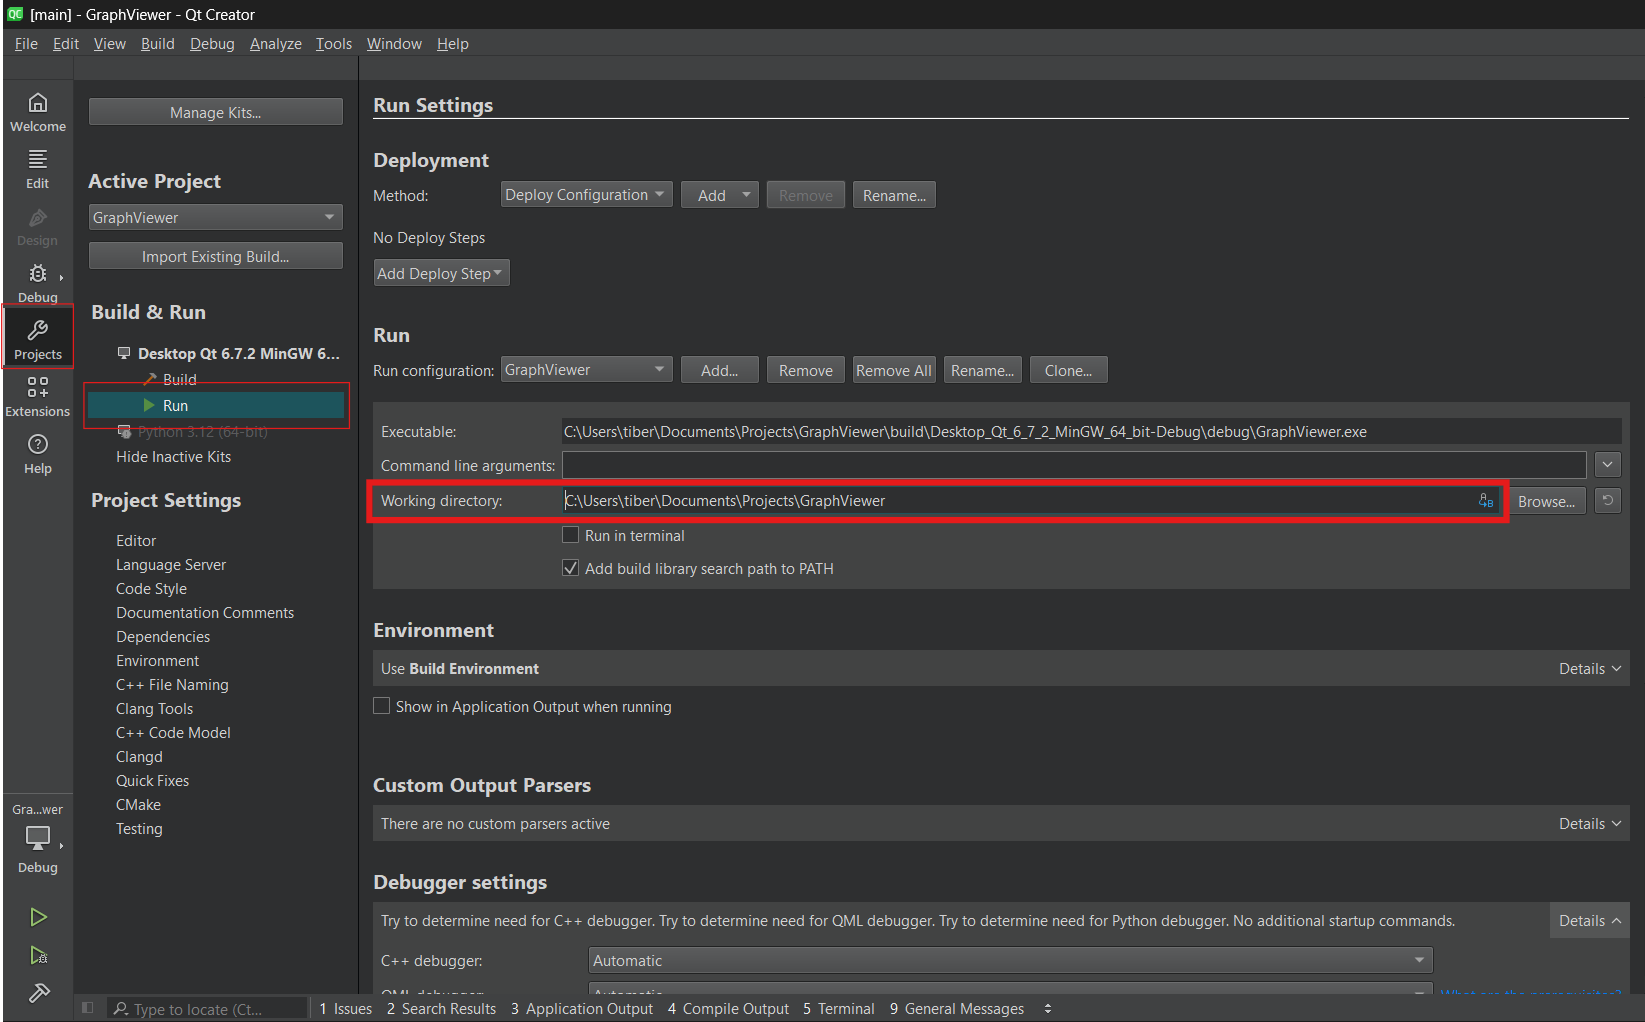 QC [main] - GraphViewer - Qt Creator
File Edit View Build Debug Analyze Tools Window Help
Welcome
Edit
Design
Debug
Projects
Extensions
Help
Gra...wer
Debug
Manage Kits...
Active Project
GraphViewer
Import Existing Build...
Build & Run
Desktop Qt 6.7.2 MinGW 6...
Build
Run
Python 3.12 (64-bit)
Hide Inactive Kits
Project Settings
Editor
Language Server
Code Style
Documentation Comments
Dependencies
Environment
C++ File Naming
Clang Tools
C++ Code Model
Clangd
Quick Fixes
CMake
Testing
Run Settings
Deployment
Method: Deploy Configuration Add Remove Rename...
No Deploy Steps
Add Deploy Step
Run
Run configuration: GraphViewer Add... Remove Remove All Rename... Clone...
Executable: C:\Users\tiber\Documents\Projects\GraphViewer\build\Desktop_Qt_6_7_2_MinGW_64_bit-Debug\debug\GraphViewer.exe
Command line arguments:
Working directory: C:\Users\tiber\Documents\Projects\GraphViewer Browse...
Run in terminal
Add build library search path to PATH
Environment
Use Build Environment Details
Show in Application Output when running
Custom Output Parsers
There are no custom parsers active Details
Debugger settings
Try to determine need for C++ debugger. Try to determine need for QML debugger. Try to determine need for Python debugger. No additional startup commands. Details
C++ debugger: Automatic
QML debugger: Automatic What are the prerequisites?
Type to locate (Ct... 1 Issues 2 Search Results 3 Application Output 4 Compile Output 5 Terminal 9 General Messages